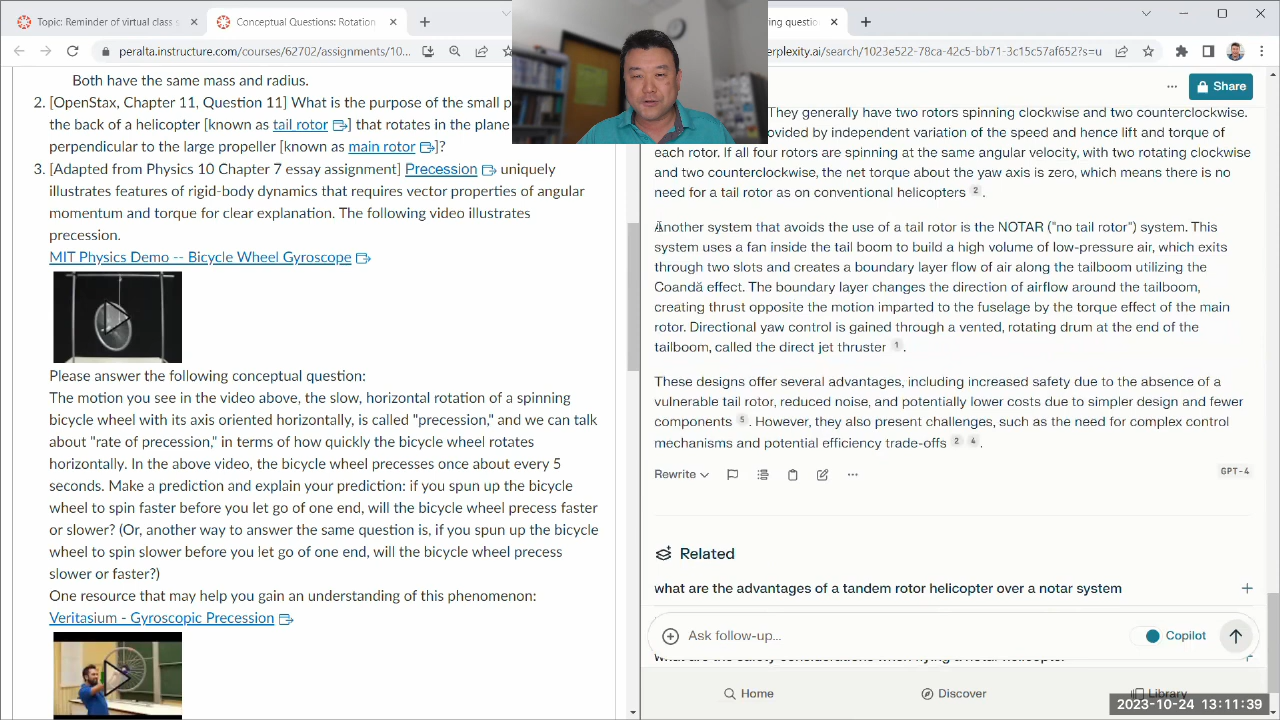 Topic: Reminder of virtual class s
Conceptual Questions: Rotation
ing question
peralta.instructure.com/courses/62702/assignments/10...
erplexity.ai/search/1023e522-78ca-42c5-bb71-3c15c57af652?s=u
Both have the same mass and radius.
2. [OpenStax, Chapter 11, Question 11] What is the purpose of the small p
the back of a helicopter [known as tail rotor ] that rotates in the plane
perpendicular to the large propeller [known as main rotor ]?
3. [Adapted from Physics 10 Chapter 7 essay assignment] Precession uniquely
illustrates features of rigid-body dynamics that requires vector properties of angular
momentum and torque for clear explanation. The following video illustrates
precession.
MIT Physics Demo -- Bicycle Wheel Gyroscope
Please answer the following conceptual question:
The motion you see in the video above, the slow, horizontal rotation of a spinning
bicycle wheel with its axis oriented horizontally, is called "precession," and we can talk
about "rate of precession," in terms of how quickly the bicycle wheel rotates
horizontally. In the above video, the bicycle wheel precesses once about every 5
seconds. Make a prediction and explain your prediction: if you spun up the bicycle
wheel to spin faster before you let go of one end, will the bicycle wheel precess faster
or slower? (Or, another way to answer the same question is, if you spun up the bicycle
wheel to spin slower before you let go of one end, will the bicycle wheel precess
slower or faster?)
One resource that may help you gain an understanding of this phenomenon:
Veritasium - Gyroscopic Precession
Share
They generally have two rotors spinning clockwise and two counterclockwise.
ovided by independent variation of the speed and hence lift and torque
each rotor. If all four rotors are spinning at the same angular velocity, with two rotating clockwise
and two counterclockwise, the net torque about the yaw axis is zero, which means there is no
need for a tail rotor as on conventional helicopters 2 .
Another system that avoids the use of a tail rotor is the NOTAR ("no tail rotor") system. This
system uses a fan inside the tail boom to build a high volume of low-pressure air, which exits
through two slots and creates a boundary layer flow of air along the tailboom utilizing the
Coandă effect. The boundary layer changes the direction of airflow around the tailboom,
creating thrust opposite the motion imparted to the fuselage by the torque effect of the main
rotor. Directional yaw control is gained through a vented, rotating drum at the end of the
tailboom, called the direct jet thruster 1 .
These designs offer several advantages, including increased safety due to the absence of a
vulnerable tail rotor, reduced noise, and potentially lower costs due to simpler design and fewer
components 5 . However, they also present challenges, such as the need for complex control
mechanisms and potential efficiency trade-offs 2 4 .
Rewrite
GPT-4
Related
what are the advantages of a tandem rotor helicopter over a notar system
Ask follow-up...
Copilot
what are the safety considerations when flying a notar helicopter
Home
Discover
Library
2023-10-24 13:11:39